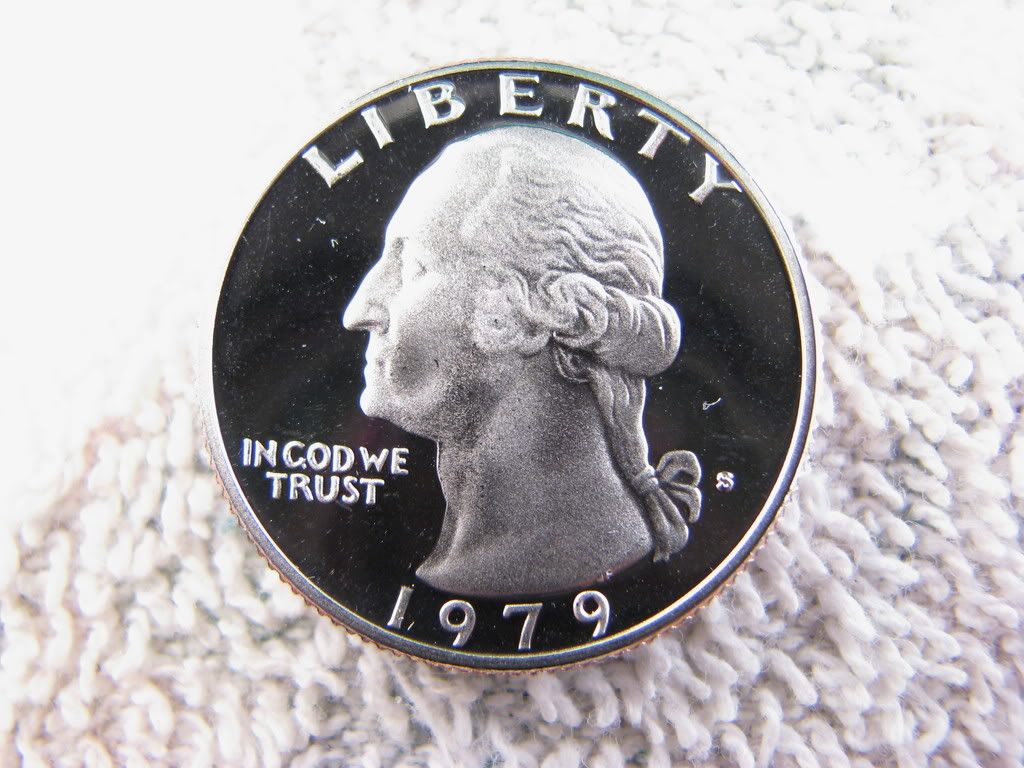 LIBERTY
IN GOD WE
TRUST
S
1979